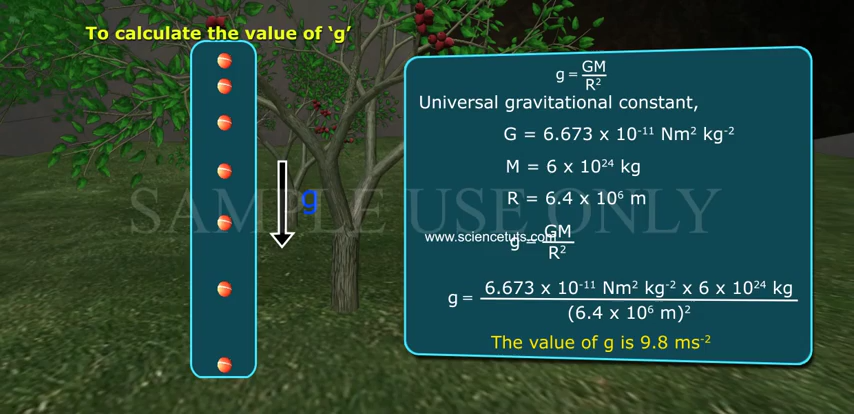 To calculate the value of ‘g’
g = GM
R²
Universal gravitational constant,
G = 6.673 x 10⁻¹¹ Nm² kg⁻²
M = 6 x 10²⁴ kg
R = 6.4 x 10⁶ m
g
SAMPLE USE ONLY
www.sciencetuts.com
g = GM
R²
g = 6.673 x 10⁻¹¹ Nm² kg⁻² x 6 x 10²⁴ kg
(6.4 x 10⁶ m)²
The value of g is 9.8 ms⁻²